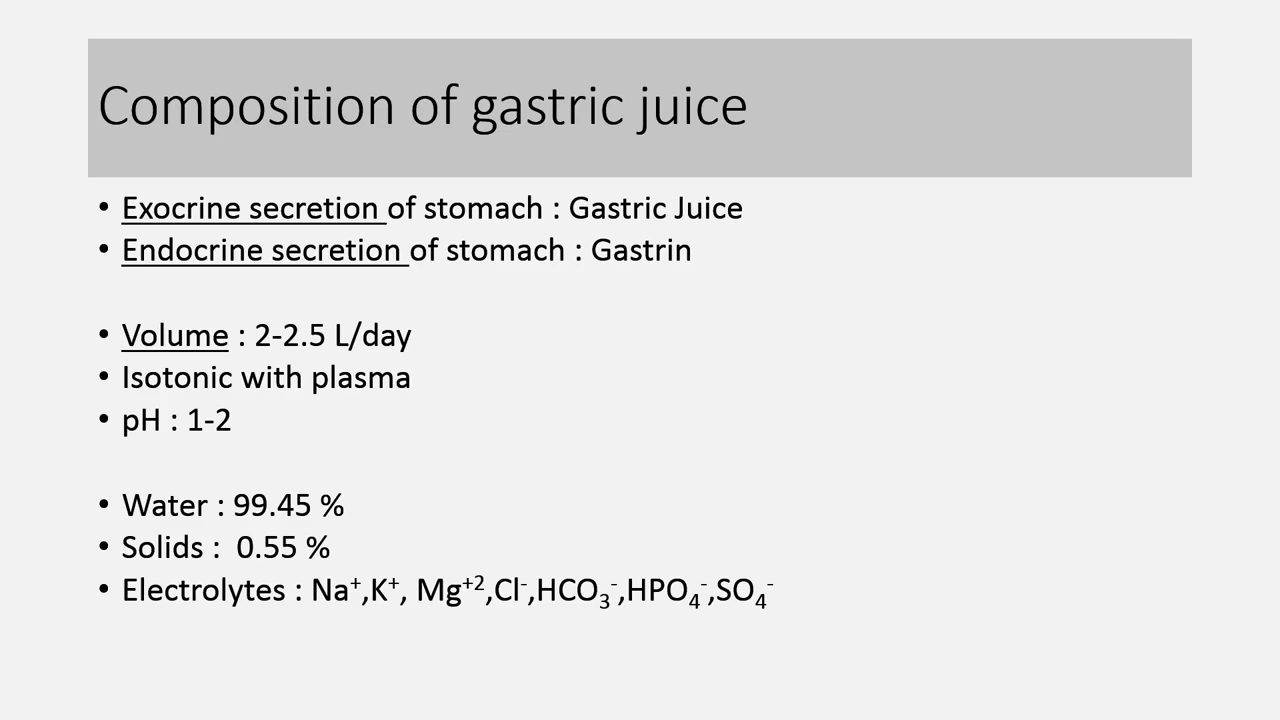 Composition of gastric juice
• Exocrine secretion of stomach : Gastric Juice
• Endocrine secretion of stomach : Gastrin
• Volume : 2-2.5 L/day
• Isotonic with plasma
• pH : 1-2
• Water : 99.45 %
• Solids :  0.55 %
• Electrolytes : Na⁺,K⁺, Mg⁺²,Cl⁻,HCO₃⁻,HPO₄⁻,SO₄⁻